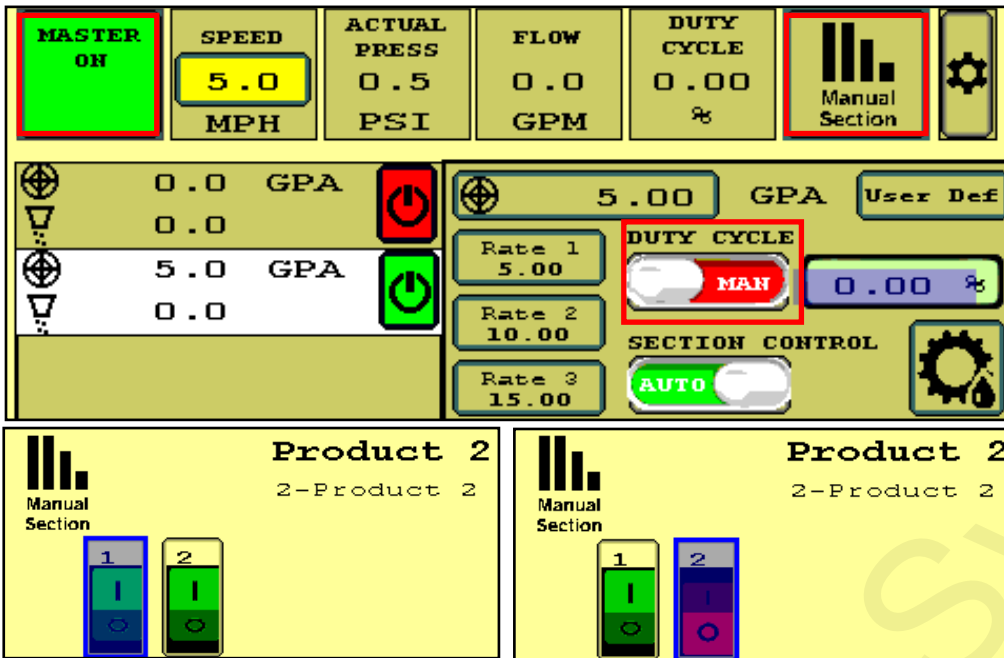 MASTER
ON
SPEED
5.0
MPH
ACTUAL
PRESS
0.5
PSI
FLOW
0.0
GPM
DUTY
CYCLE
0.00
%
Manual
Section
0.0 GPA
0.0
5.0 GPA
0.0
5.00 GPA User Def
Rate 1
5.00
Rate 2
10.00
Rate 3
15.00
DUTY CYCLE
MAN
0.00 %
SECTION CONTROL
AUTO
Manual
Section
Product 2
2-Product 2
1 2
I I
O O
Manual
Section
Product 2
2-Product 2
1 2
I I
O O